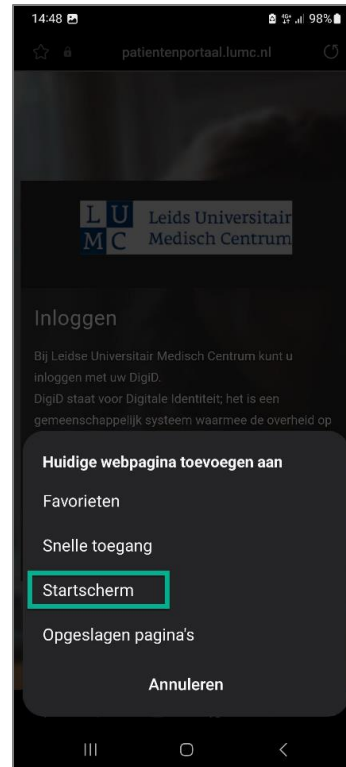 14:48 98%
patientenportaal.lumc.nl
L U Leids Universitair
M C Medisch Centrum
Inloggen
Bij Leidse Universitair Medisch Centrum kunt u
inloggen met uw DigiD.
DigiD staat voor Digitale Identiteit; het is een
gemeenschappelijk systeem waarmee de overheid op
Huidige webpagina toevoegen aan
Favorieten
Snelle toegang
Startscherm
Opgeslagen pagina's
Annuleren